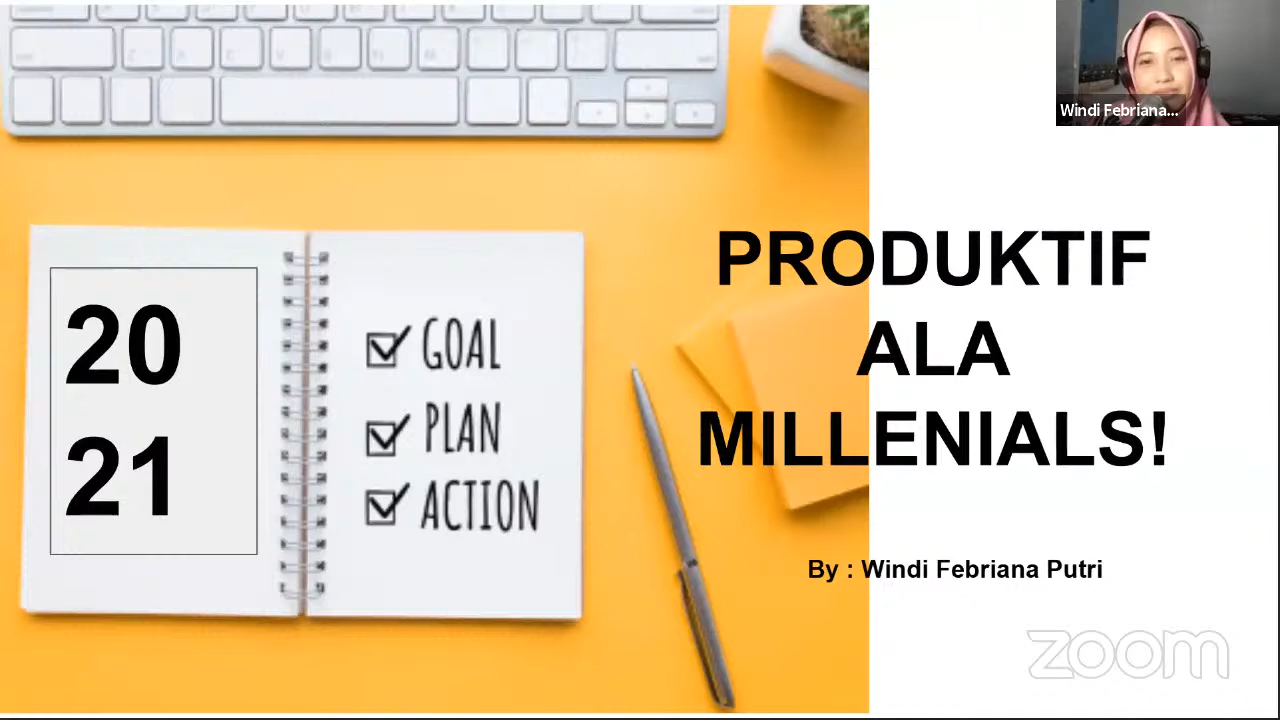 Windi Febriana...
20
21
GOAL
PLAN
ACTION
PRODUKTIF
ALA
MILLENIALS!
By : Windi Febriana Putri
zoom